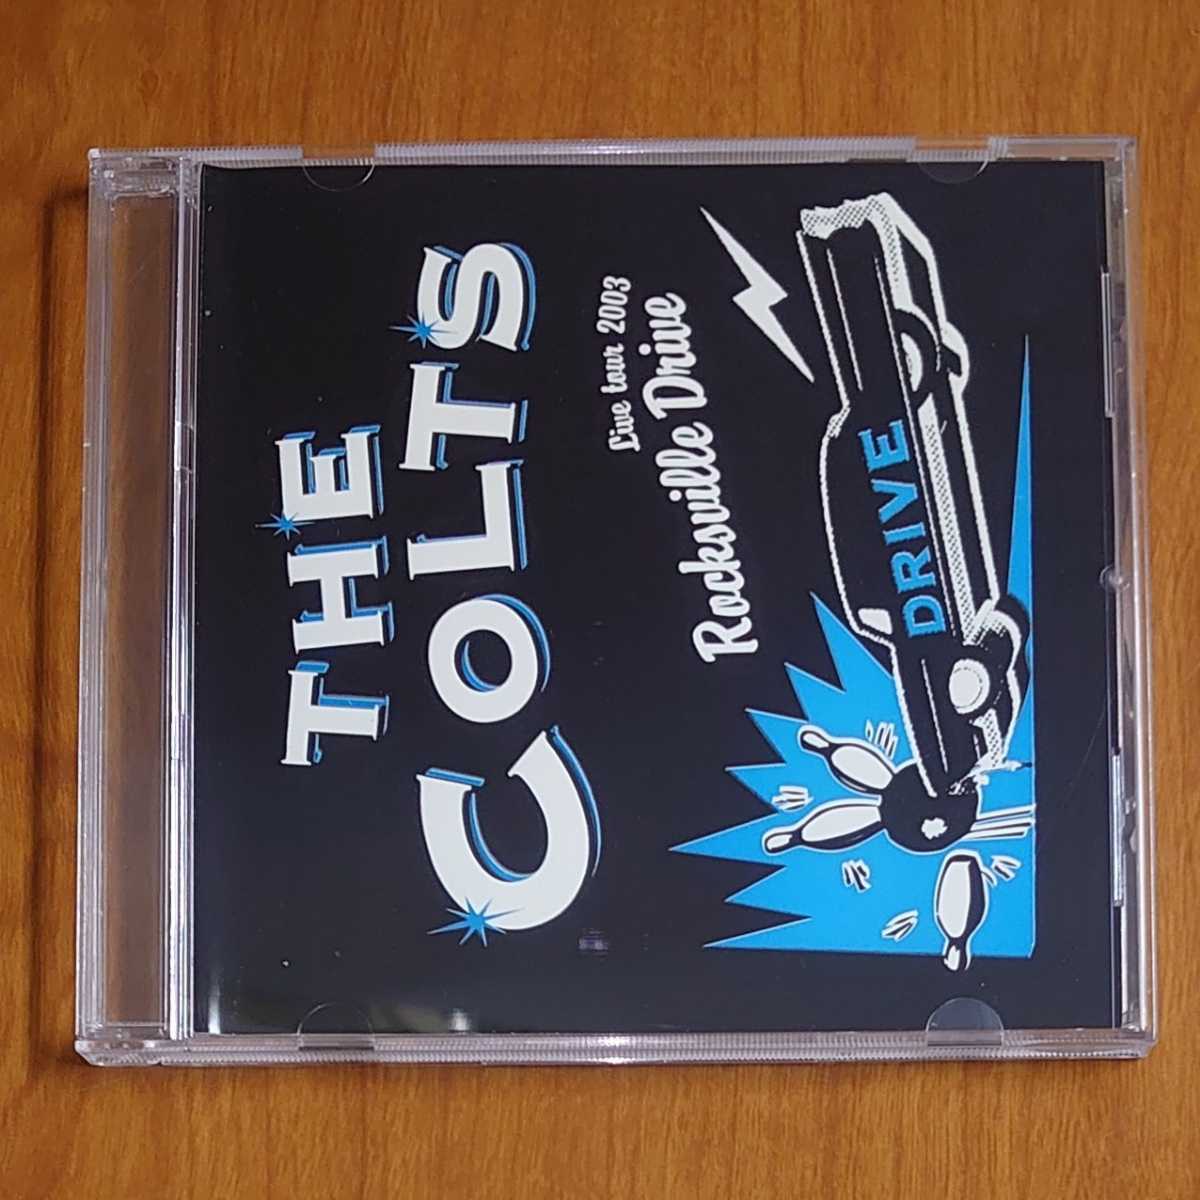 THE
COLTS
Live tour 2003
Rocksville Drive
DRIVE